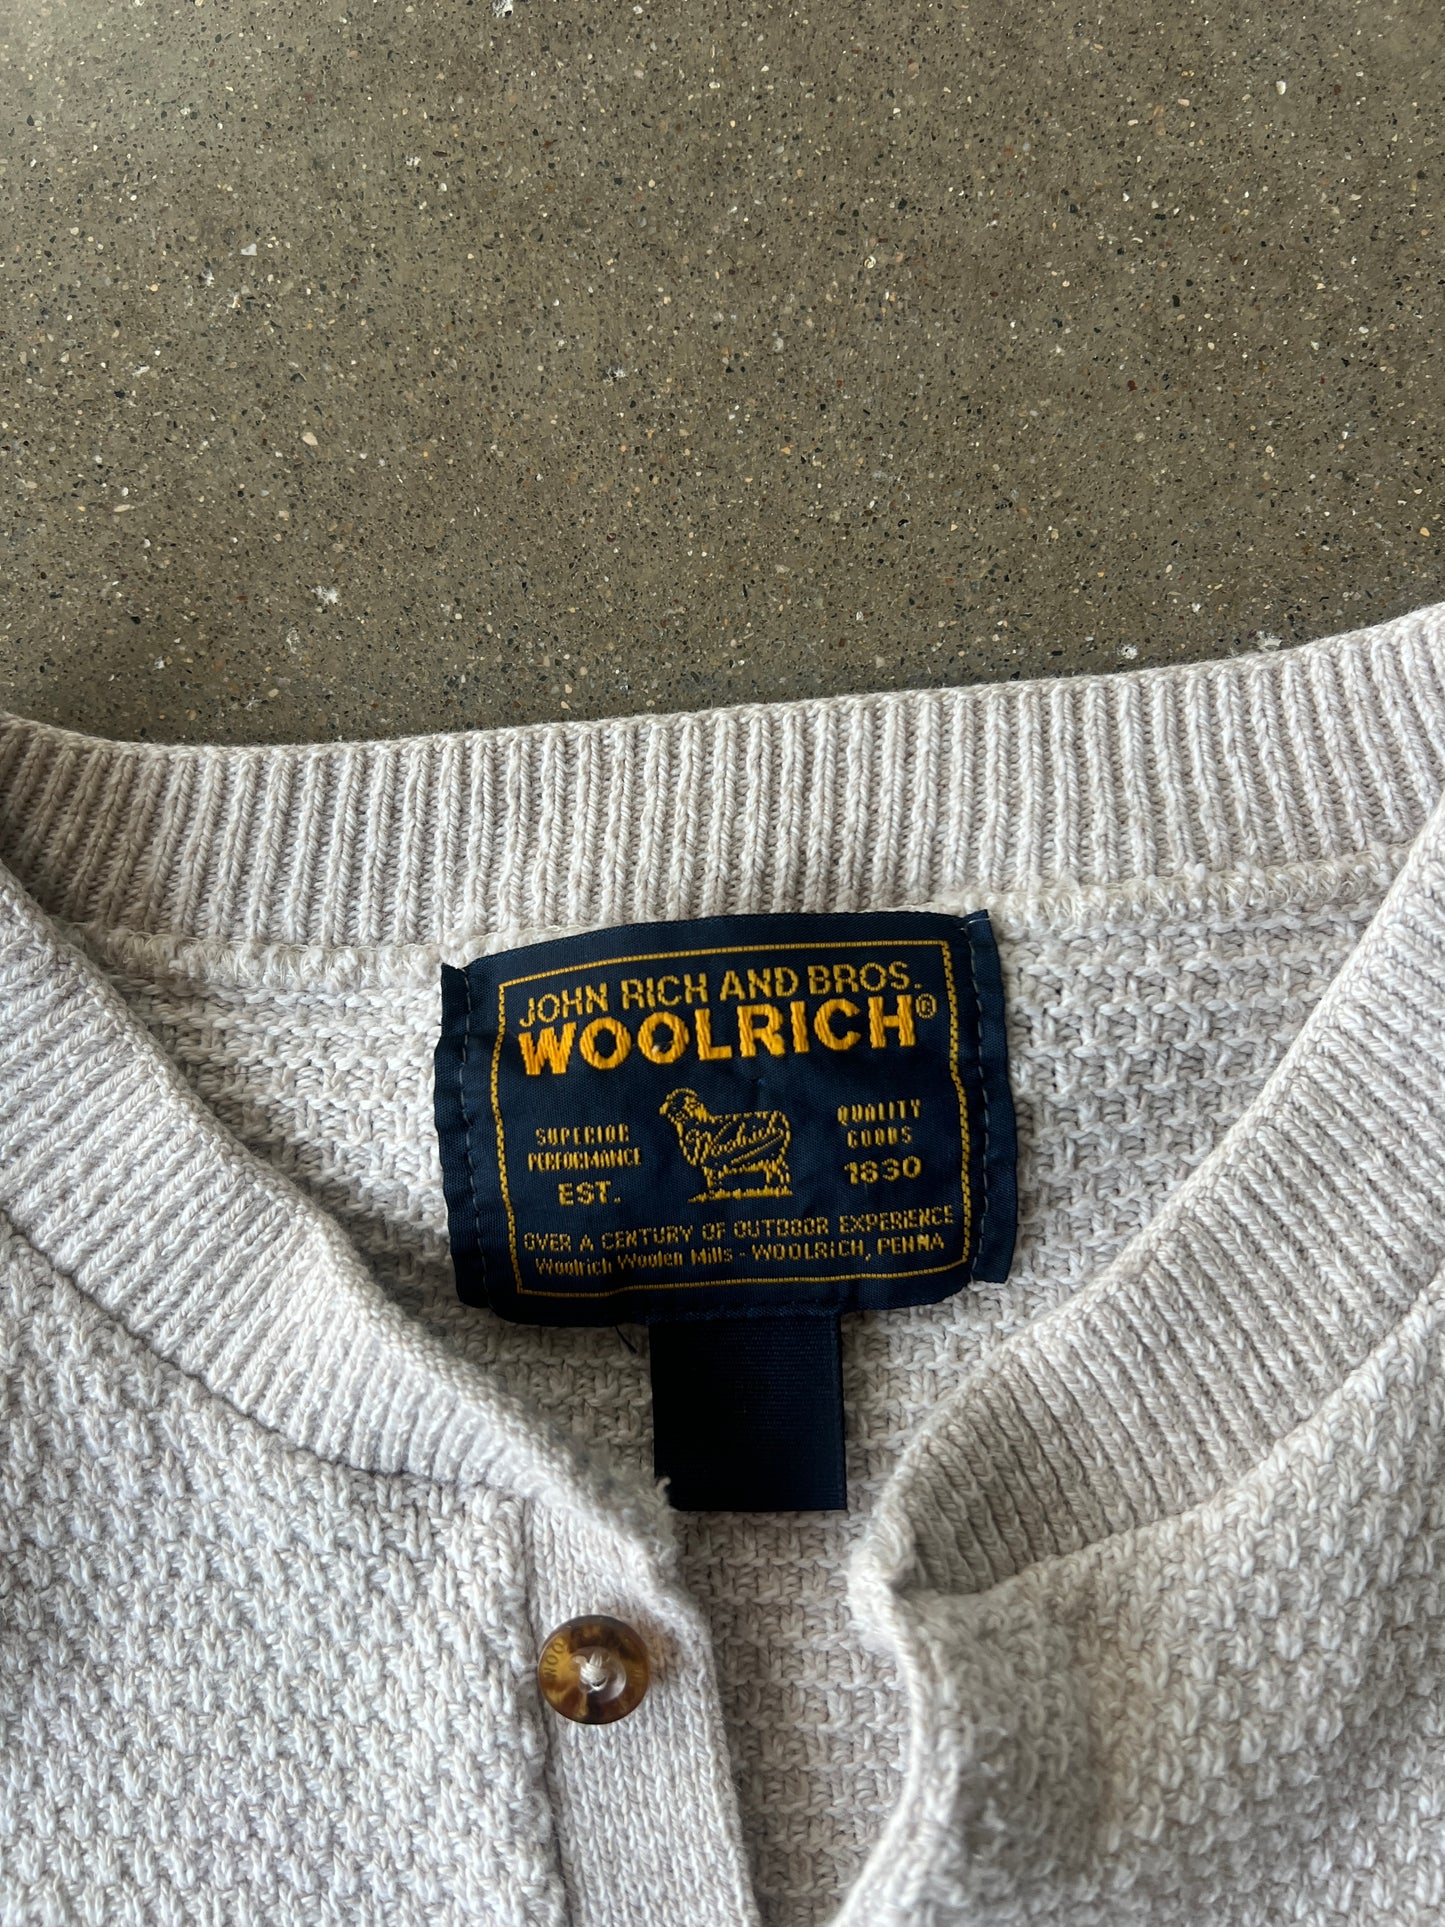 JOHN RICH AND BROS.
WOOLRICH®
SUPERIOR
PERFORMANCE
EST.
Woolrich
QUALITY
GOODS
1830
OVER A CENTURY OF OUTDOOR EXPERIENCE
Woolrich Woolen Mills - WOOLRICH, PENNA